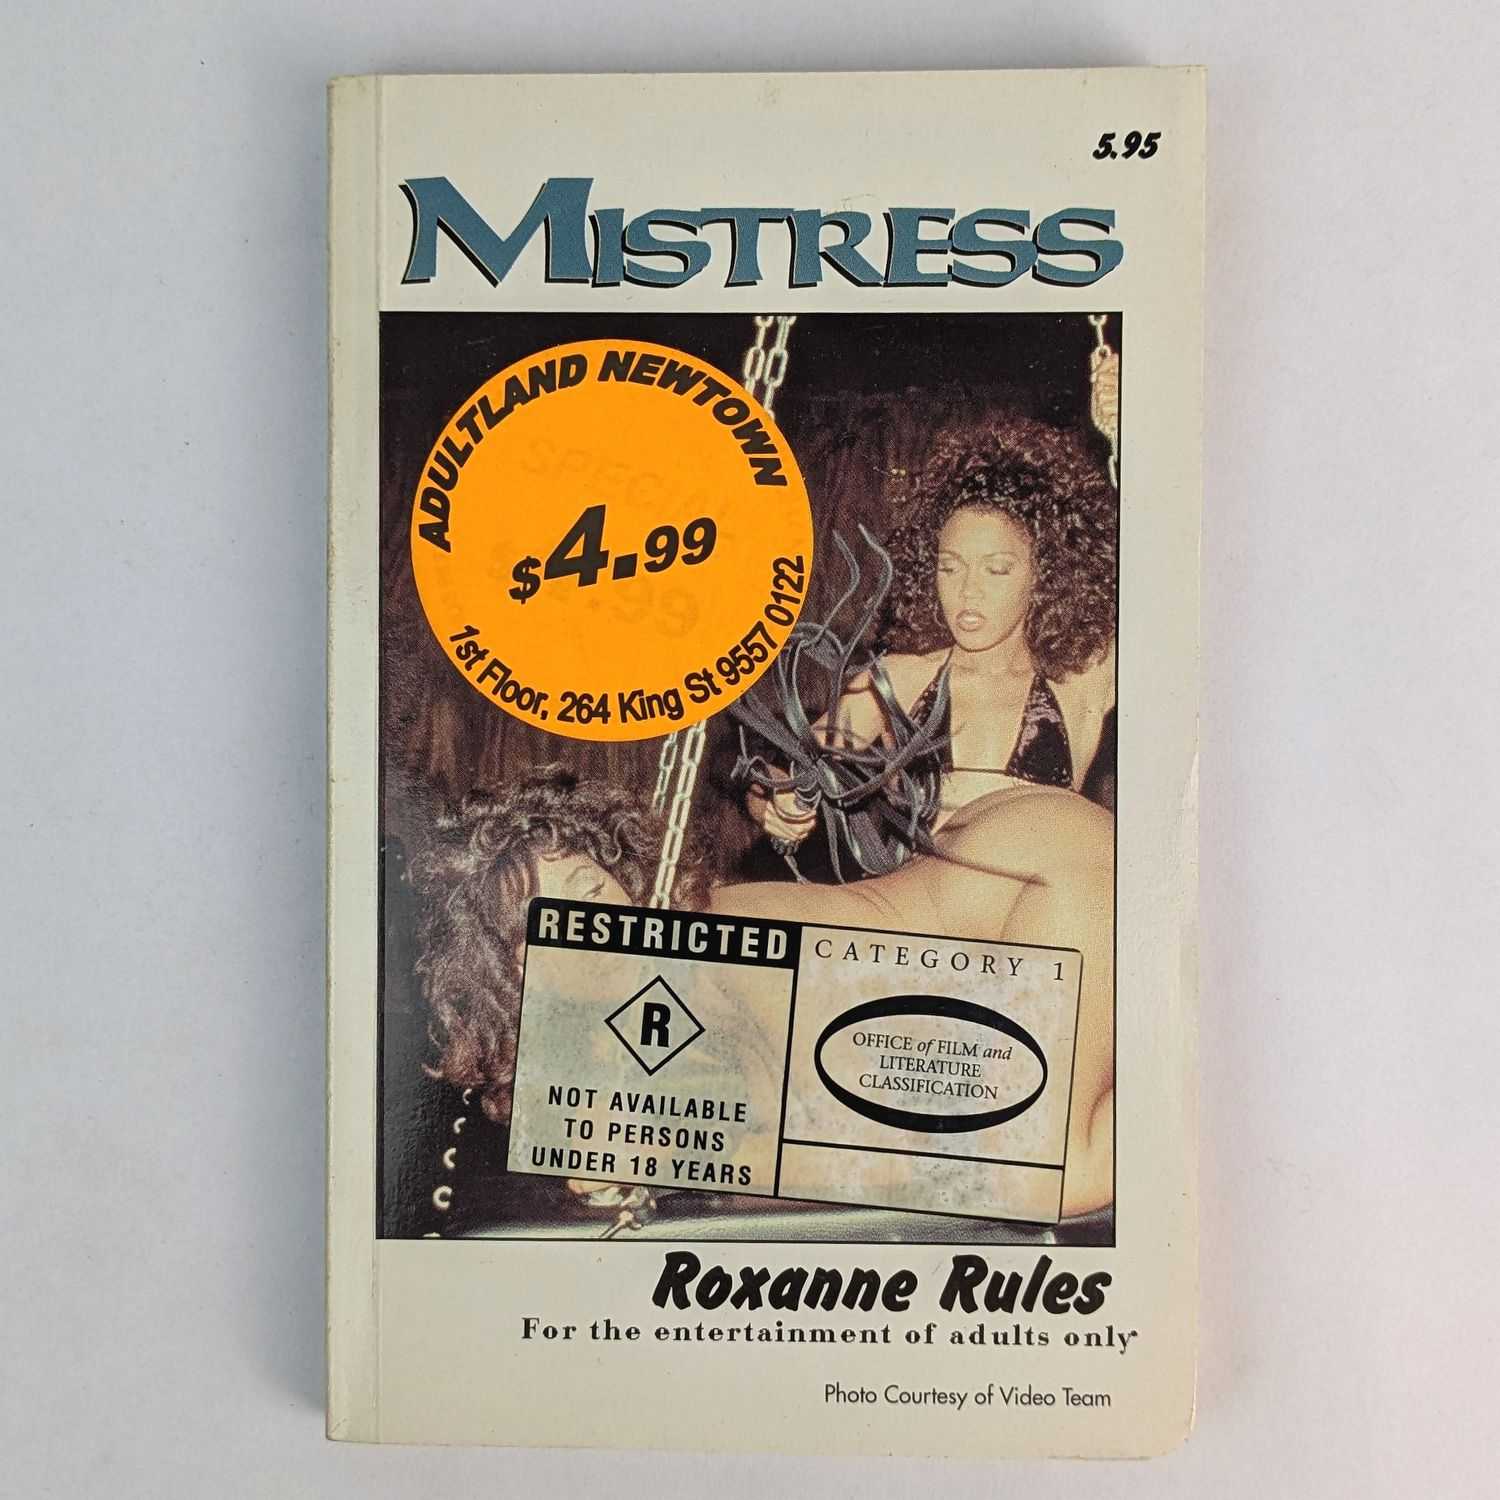 5.95
MISTRESS
ADULTLAND NEWTOWN
$4.99
1st Floor, 264 King St 9557 0122
RESTRICTED
R
NOT AVAILABLE
TO PERSONS
UNDER 18 YEARS
CATEGORY 1
OFFICE of FILM and
LITERATURE
CLASSIFICATION
Roxanne Rules
For the entertainment of adults only
Photo Courtesy of Video Team